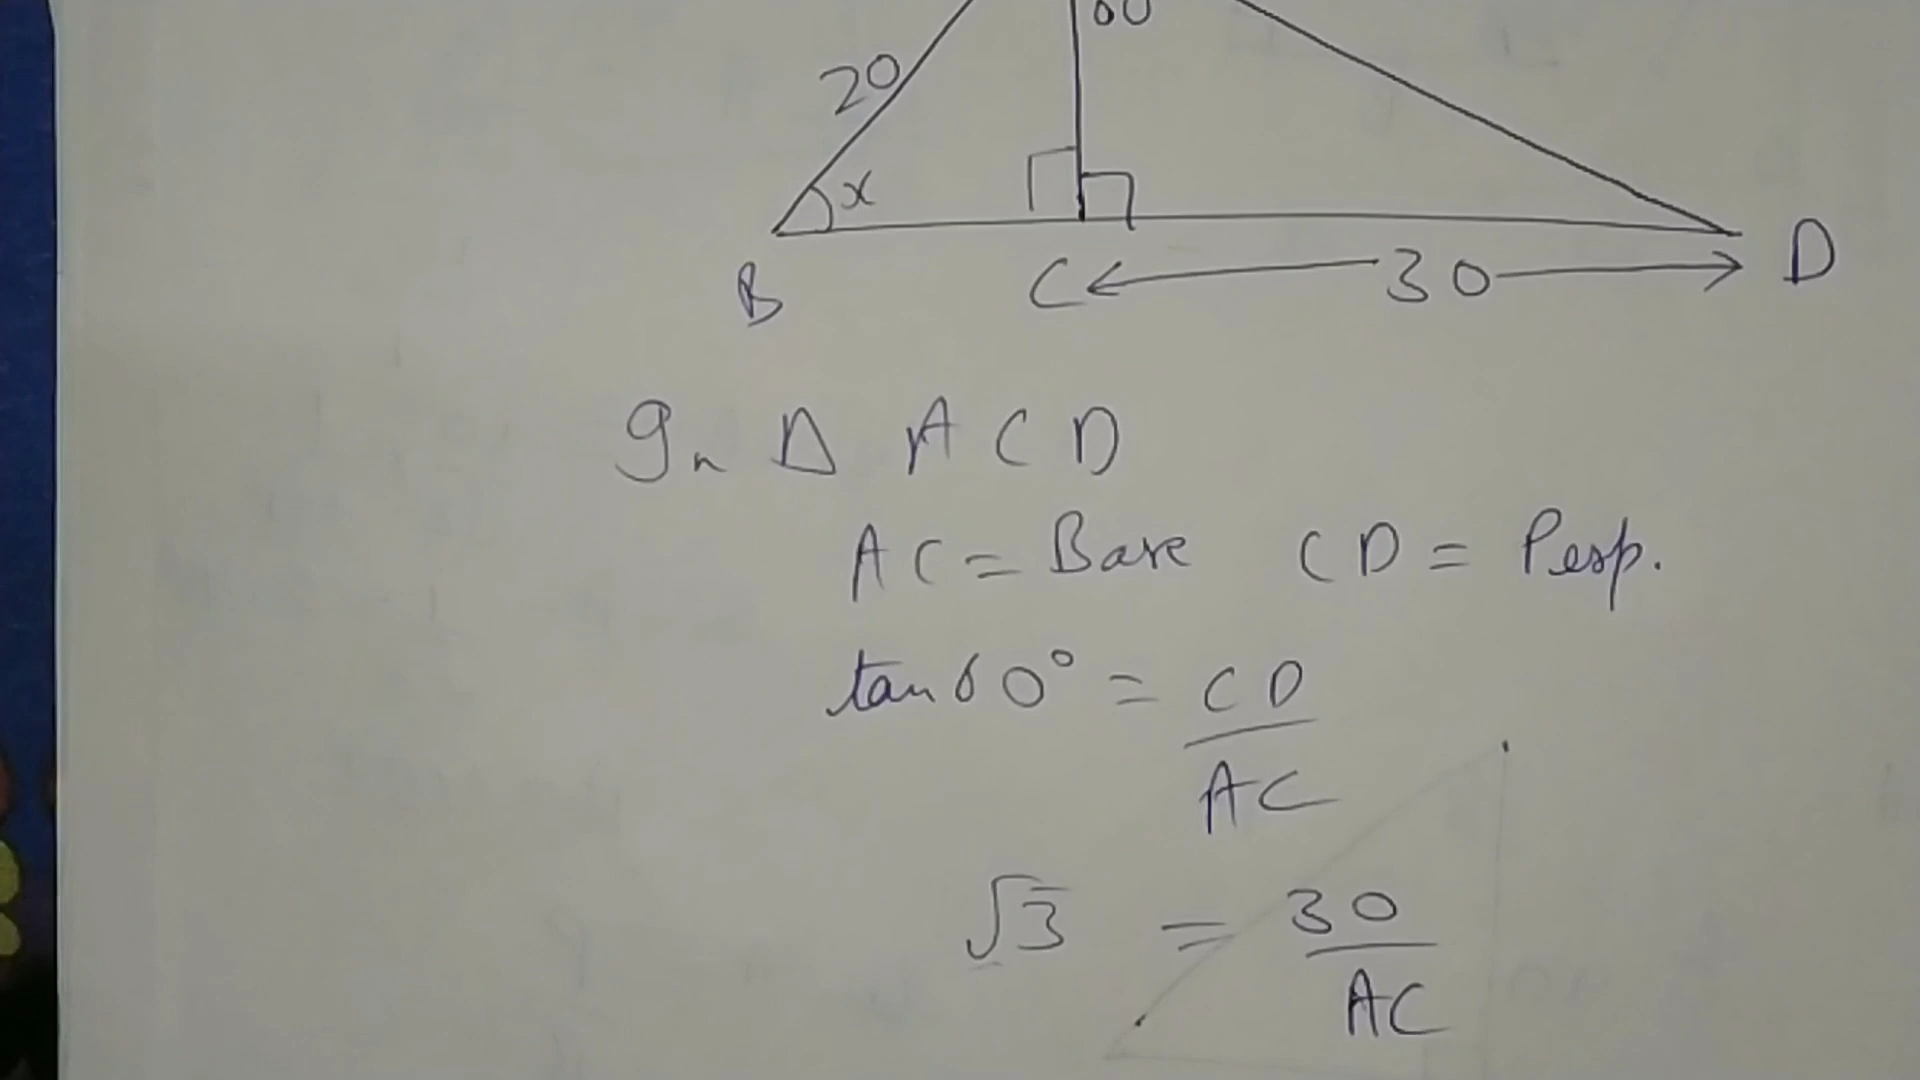 60
20
x
B C 30 D
In Δ ACD
AC = Base CD = Perp.
tan 60° = CD
AC
√3 = 30
AC